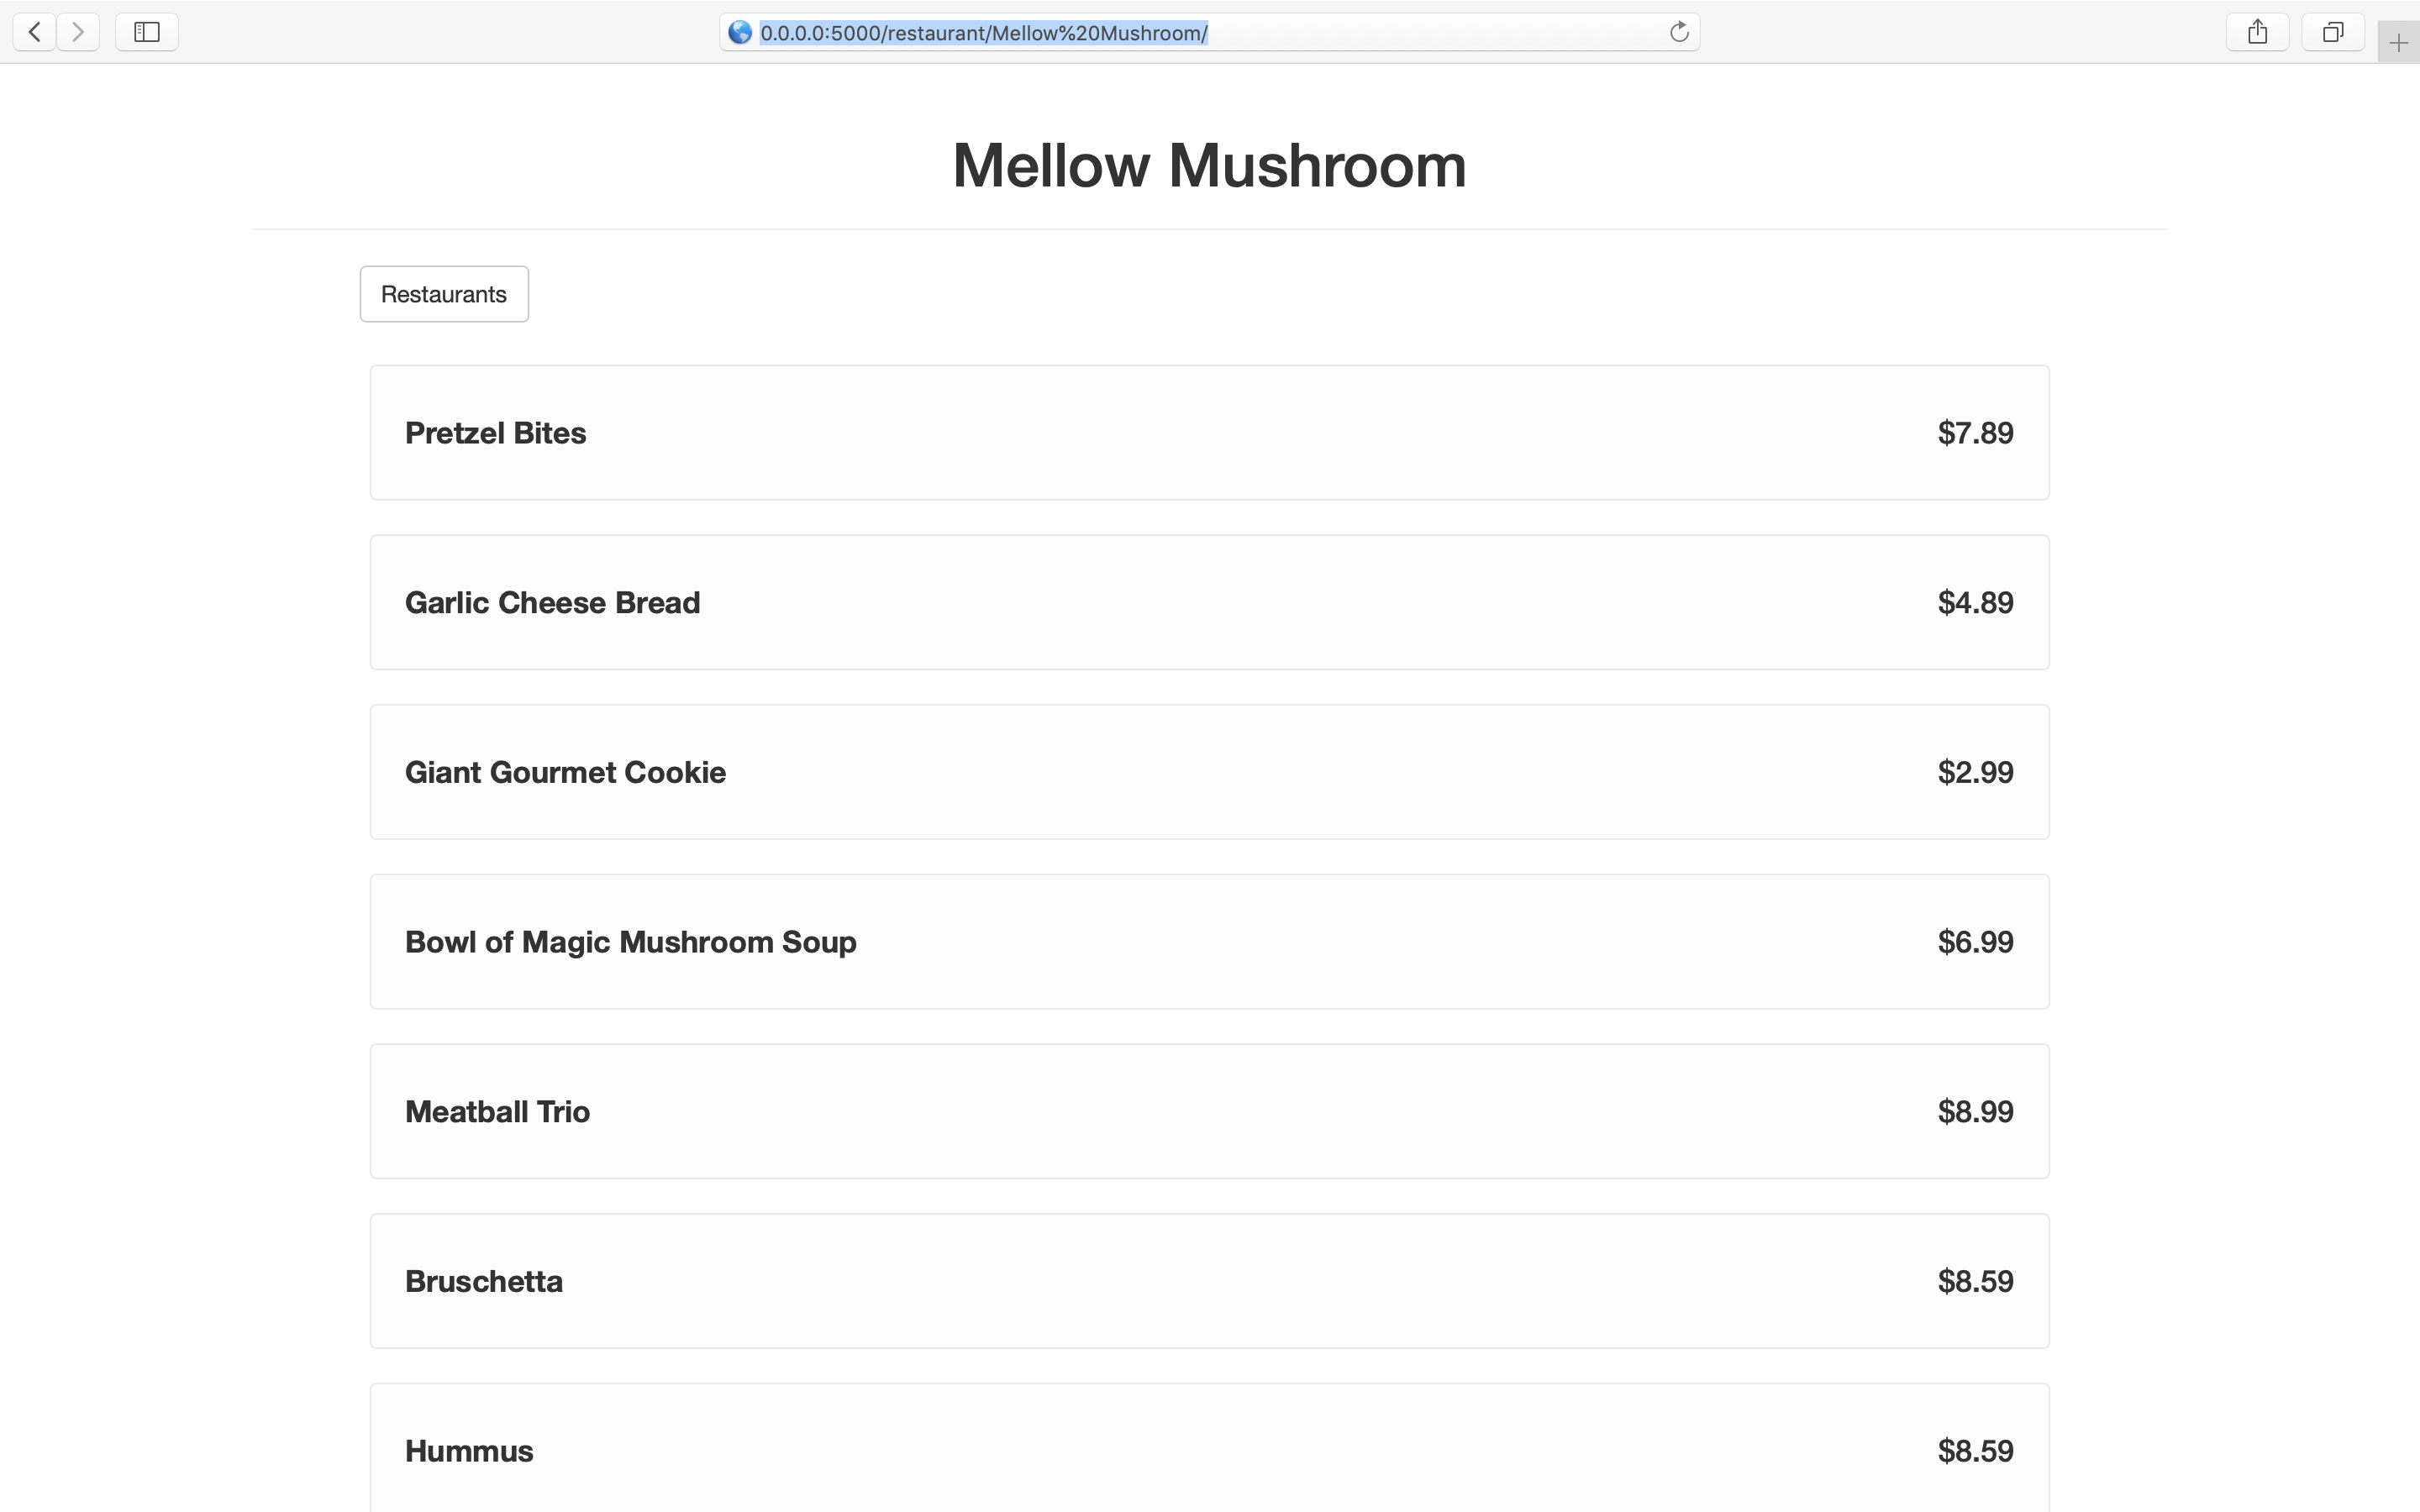 0.0.0.0:5000/restaurant/Mellow%20Mushroom/
Mellow Mushroom
Restaurants
Pretzel Bites $7.89
Garlic Cheese Bread $4.89
Giant Gourmet Cookie $2.99
Bowl of Magic Mushroom Soup $6.99
Meatball Trio $8.99
Bruschetta $8.59
Hummus $8.59